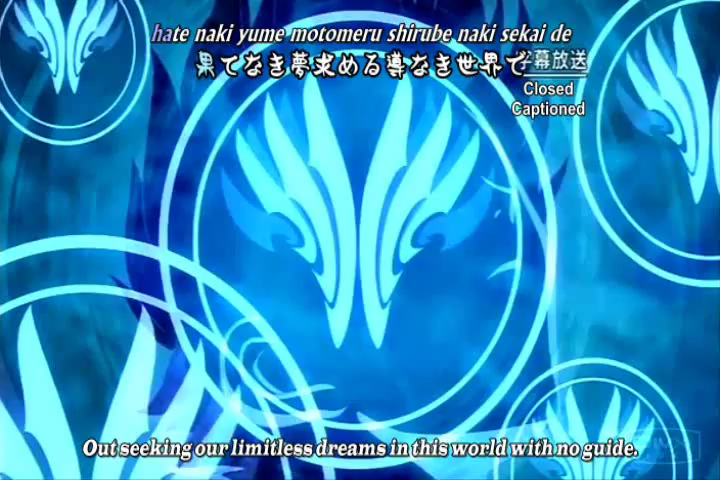 hate naki yume motomeru shirube naki sekai de
果てなき夢求める導なき世界で
字幕放送
Closed
Captioned
Out seeking our limitless dreams in this world with no guide.